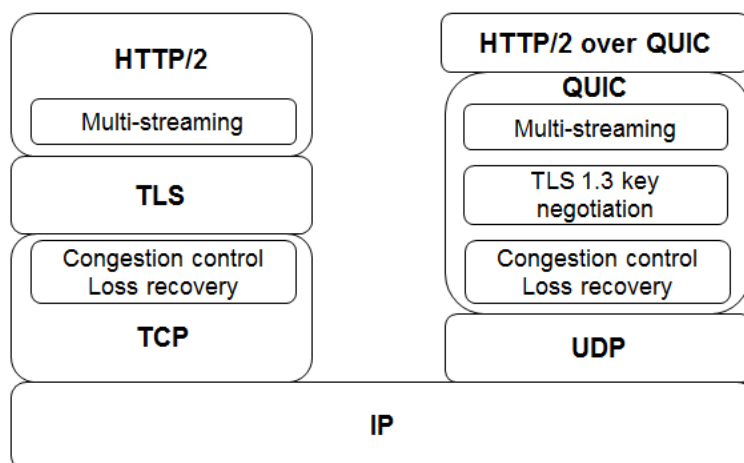 HTTP/2
Multi-streaming
TLS
Congestion control
Loss recovery
TCP
HTTP/2 over QUIC
QUIC
Multi-streaming
TLS 1.3 key
negotiation
Congestion control
Loss recovery
UDP
IP